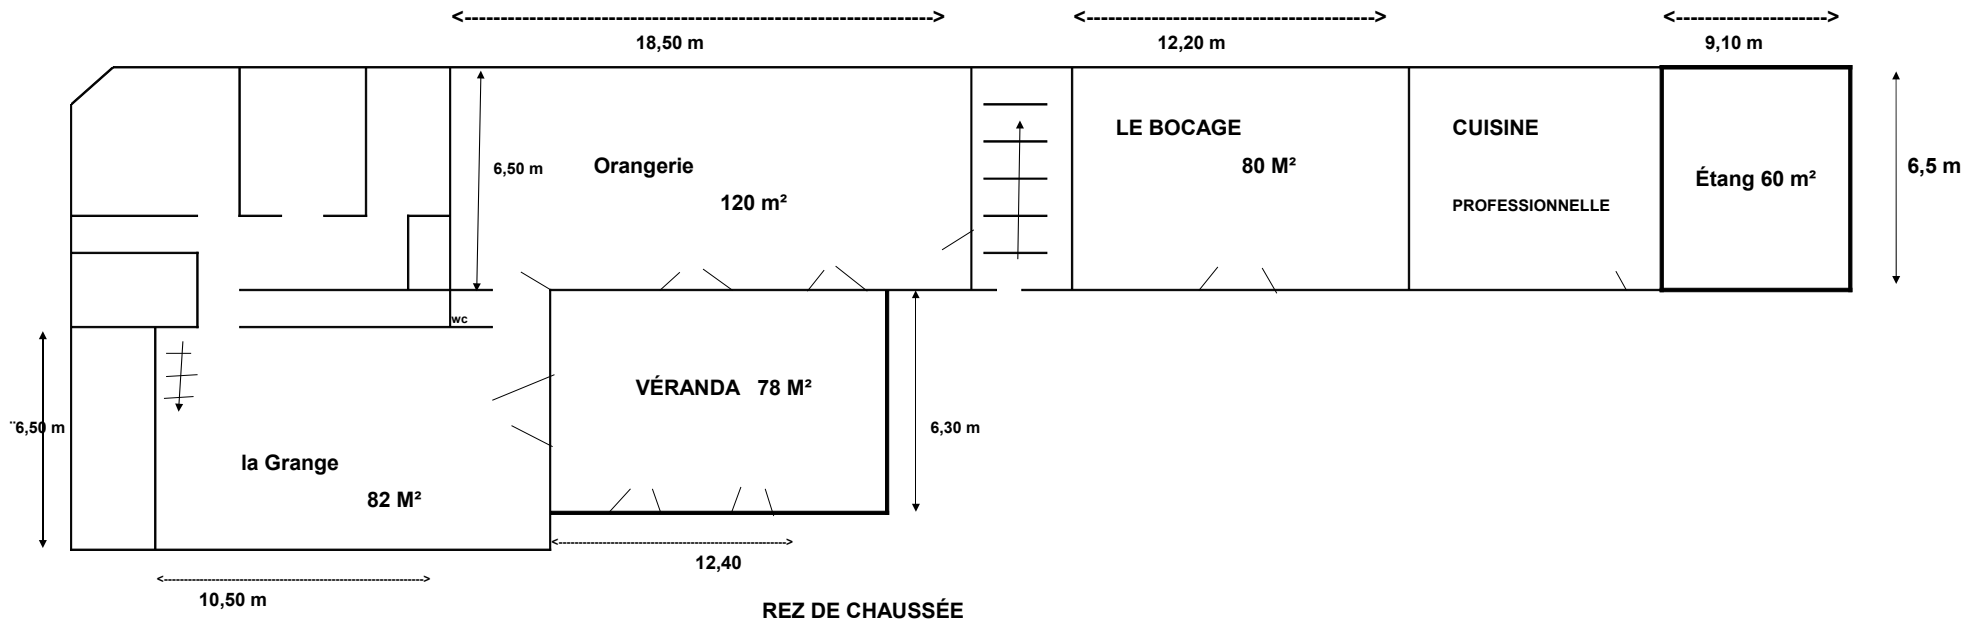 18,50 m
12,20 m
9,10 m
LE BOCAGE
CUISINE
6,50 m
Orangerie
80 M²
6,5 m
Étang 60 m²
120 m²
PROFESSIONNELLE
wc
VÉRANDA 78 M²
¨6,50 m
6,30 m
la Grange
82 M²
12,40
10,50 m
REZ DE CHAUSSÉE